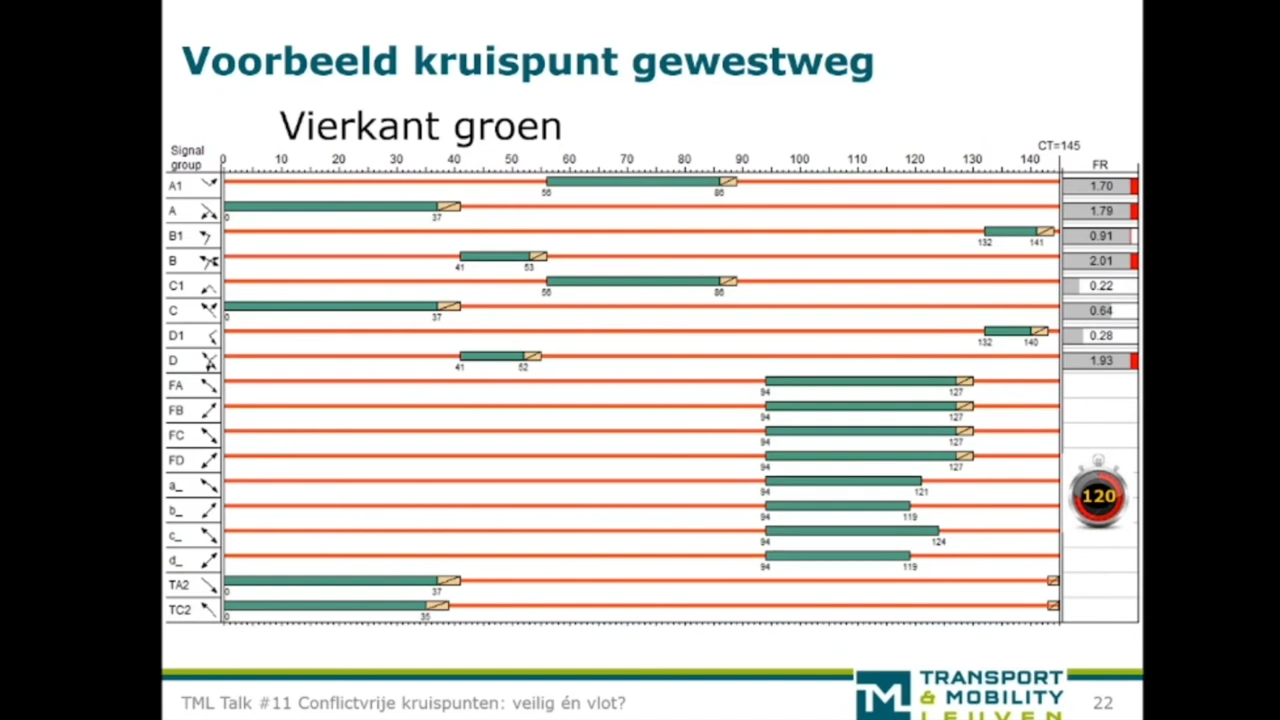 Voorbeeld kruispunt gewestweg
Vierkant groen
Signal group
0 10 20 30 40 50 60 70 80 90 100 110 120 130 140
CT=145
FR
A1 56 86 1.70
A 0 37 1.79
B1 132 141 0.91
B 41 53 2.01
C1 56 86 0.22
C 0 37 0.64
D1 132 140 0.28
D 41 52 1.93
FA 94 127
FB 94 127
FC 94 127
FD 94 127
a_ 94 121
b_ 94 119
c_ 94 124
d_ 94 119
120
TA2 0 37
TC2 0 35
TML Talk #11 Conflictvrije kruispunten: veilig én vlot?
TML TRANSPORT
& MOBILITY
LEUVEN
22